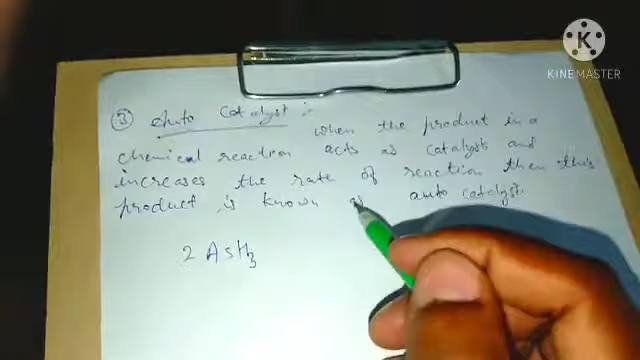 ③ Auto Catalyst :
when the product in a
chemical reaction acts as catalyst and
increases the rate of reaction then this
product is known as auto catalyst.
2 AsH3
K
KINEMASTER